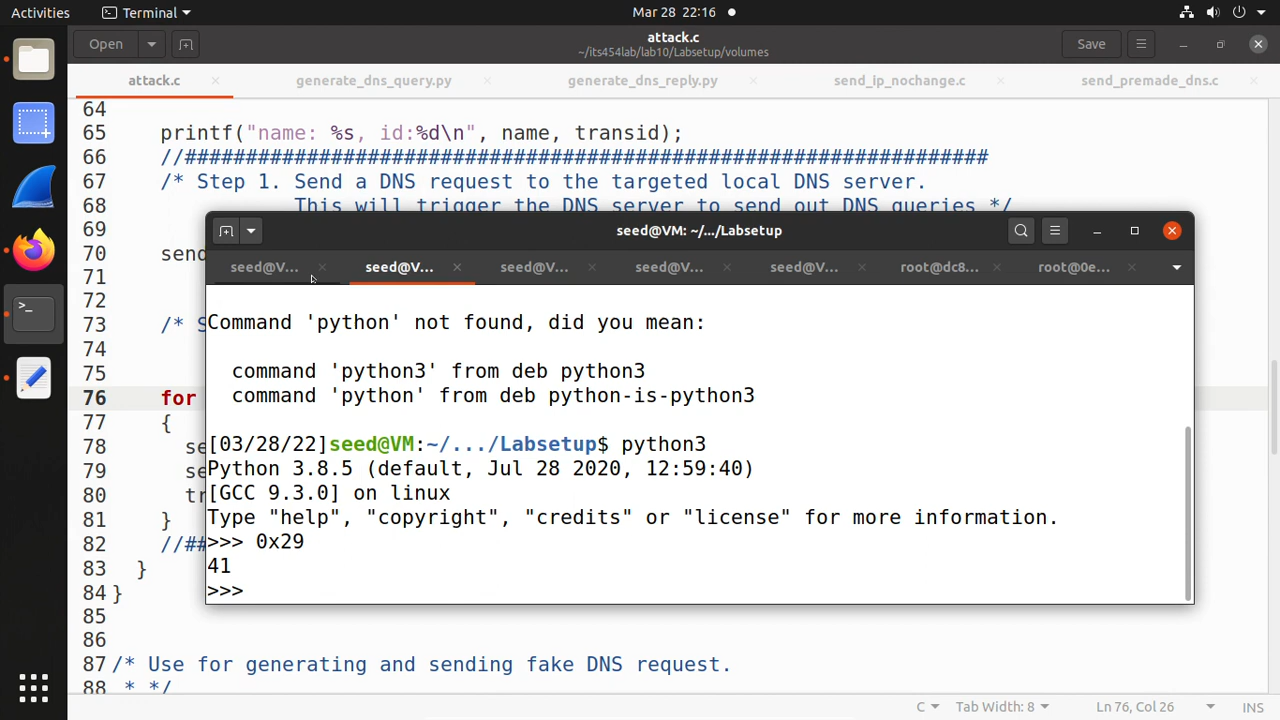 Activities
Terminal
Mar 28 22:16
Open
attack.c
~/its454lab/lab10/Labsetup/volumes
Save
attack.c
generate_dns_query.py
generate_dns_reply.py
send_ip_nochange.c
send_premade_dns.c
64
65 printf("name: %s, id:%d\n", name, transid);
66 //##################################################################
67 /* Step 1. Send a DNS request to the targeted local DNS server.
68 This will trigger the DNS server to send out DNS queries */
69
70 send
71
72
73 /* S
74
75
76 for
77 {
78 se
79 se
80 tr
81 }
82 //##
83 }
84 }
85
86
87 /* Use for generating and sending fake DNS request.
88 * */
seed@VM: ~/.../Labsetup
seed@V...
seed@V...
seed@V...
seed@V...
seed@V...
root@dc8...
root@0e...
Command 'python' not found, did you mean:
command 'python3' from deb python3
command 'python' from deb python-is-python3
[03/28/22]seed@VM:~/.../Labsetup$ python3
Python 3.8.5 (default, Jul 28 2020, 12:59:40)
[GCC 9.3.0] on linux
Type "help", "copyright", "credits" or "license" for more information.
>>> 0x29
41
>>>
C
Tab Width: 8
Ln 76, Col 26
INS